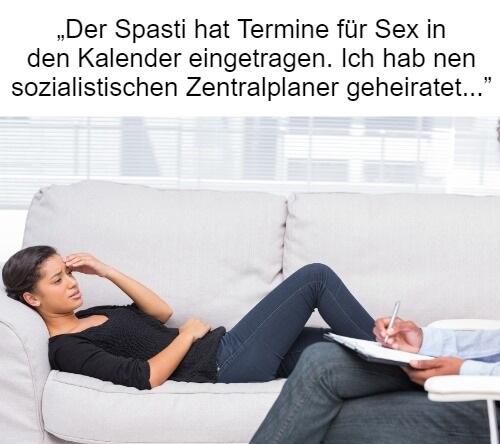 „Der Spasti hat Termine für Sex in
den Kalender eingetragen. Ich hab nen
sozialistischen Zentralplaner geheiratet...”